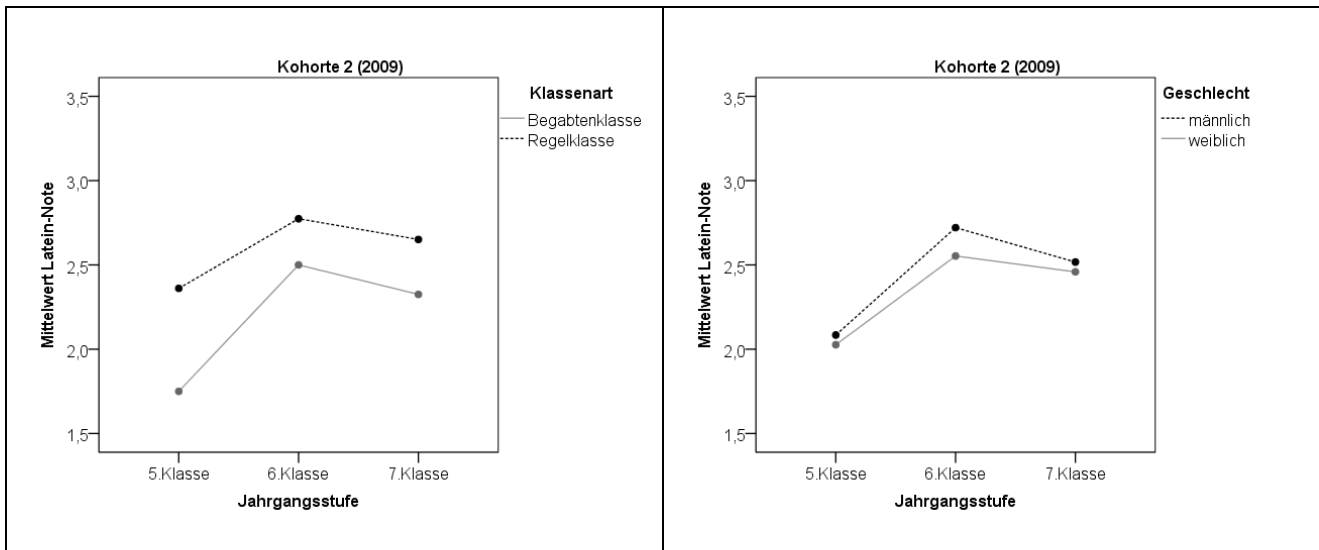 Kohorte 2 (2009)
Klassenart
Begabtenklasse
Regelklasse
Mittelwert Latein-Note
3,5
3,0
2,5
2,0
1,5
5.Klasse 6.Klasse 7.Klasse
Jahrgangsstufe
Kohorte 2 (2009)
Geschlecht
männlich
weiblich
Mittelwert Latein-Note
3,5
3,0
2,5
2,0
1,5
5.Klasse 6.Klasse 7.Klasse
Jahrgangsstufe